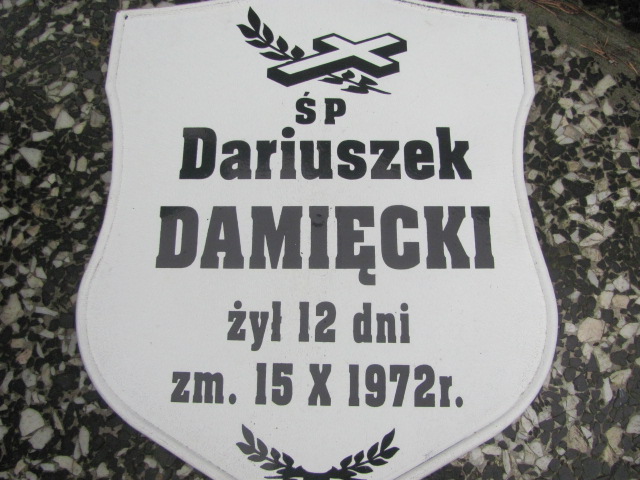 ŚP
Dariuszek
DAMIĘCKI
żył 12 dni
zm. 15 X 1972r.